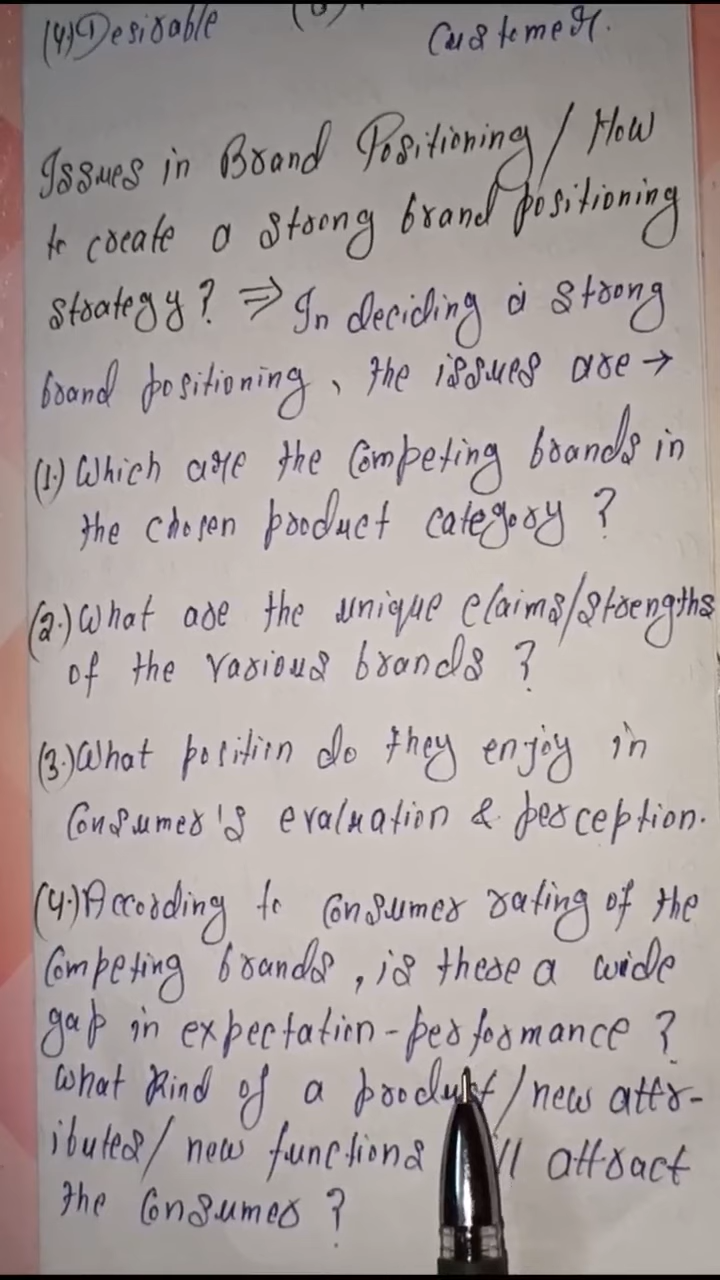 (4) Desirable
Customer.
Issues in Brand Positioning / How
to create a strong brand positioning
strategy? ⇒ In deciding a strong
brand positioning, the issues are →
(1.) Which are the Competing brands in
the chosen product category?
(2.) What are the unique claims/strengths
of the various brands?
(3.) What position do they enjoy in
Consumer's evaluation & perception.
(4.) According to Consumer rating of the
Competing brands, is there a wide
gap in expectation-performance?
What kind of a product/new attr-
ibutes/ new functions attract
the Consumer?